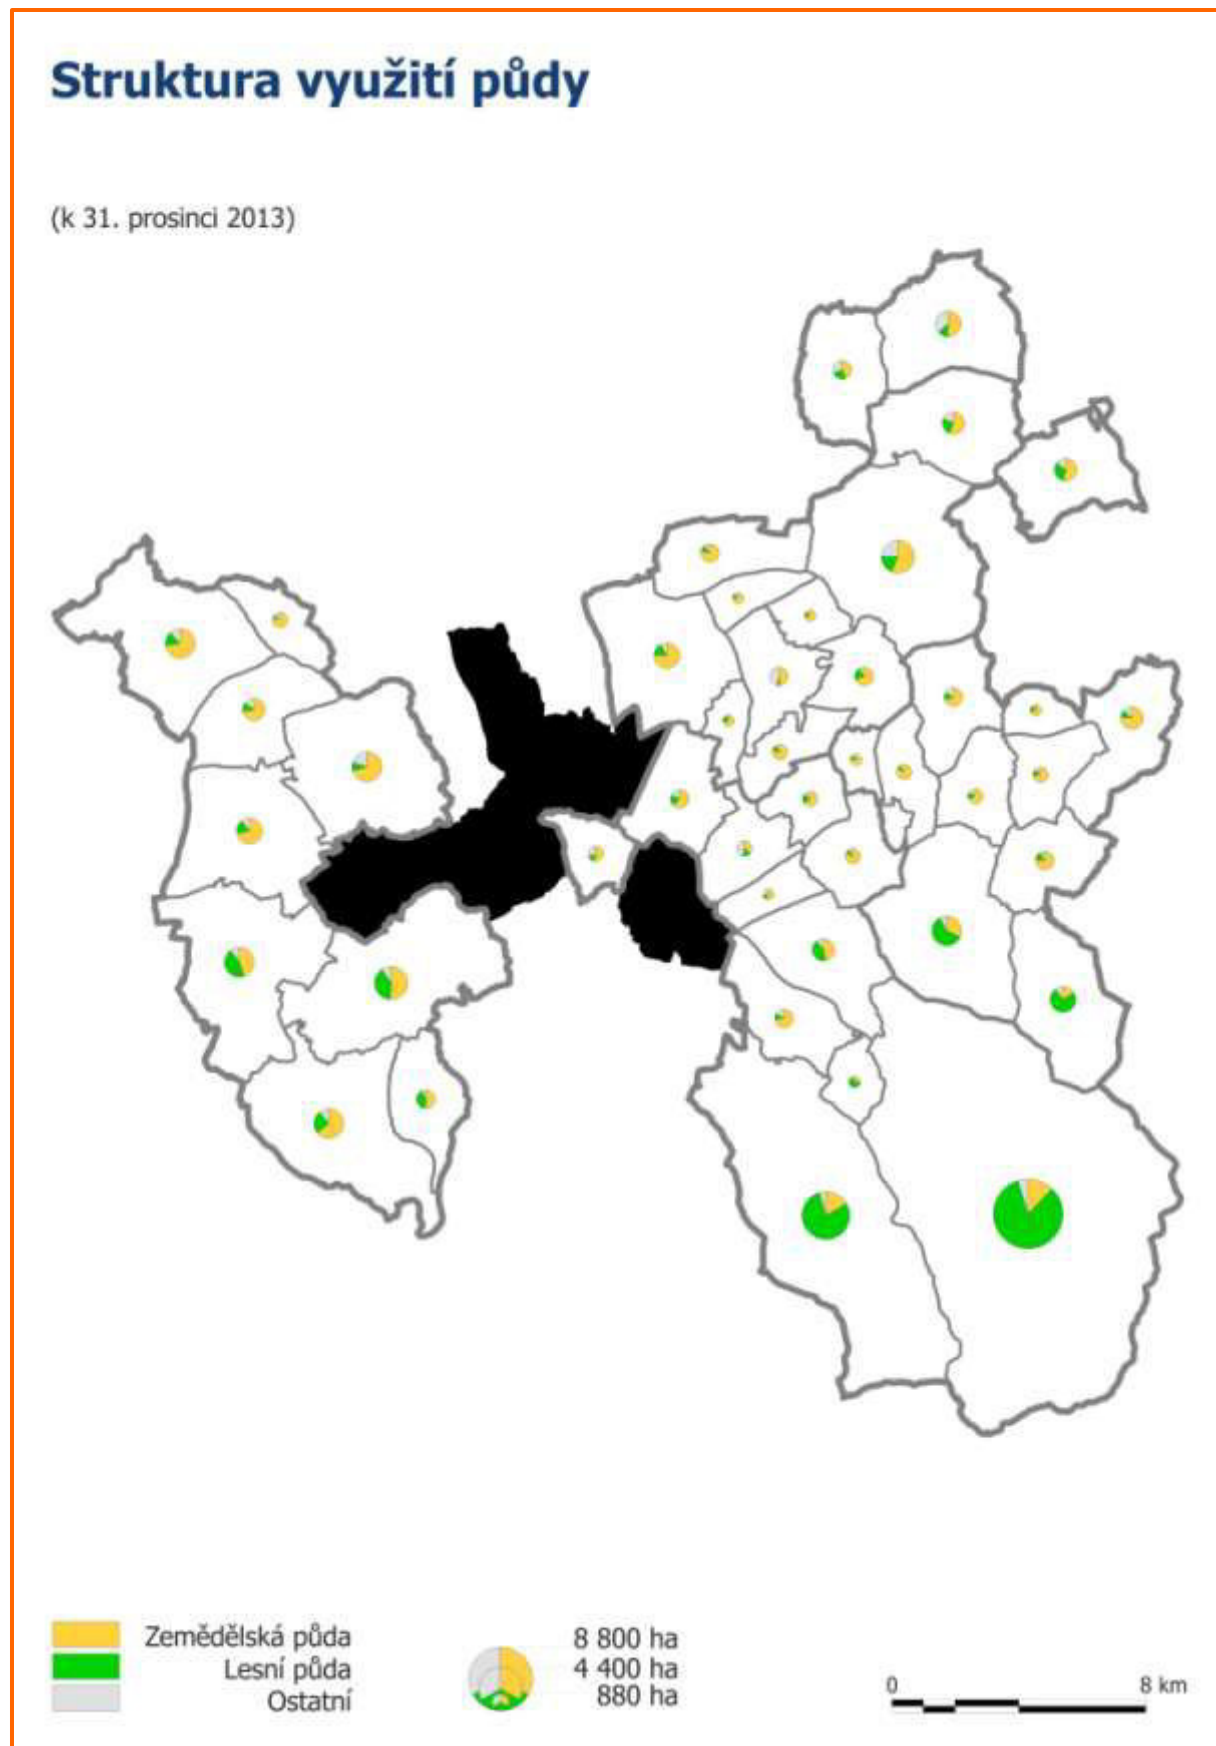 Struktura využití půdy
(k 31. prosinci 2013)
Zemědělská půda
Lesní půda
Ostatní
8 800 ha
4 400 ha
880 ha
0 8 km